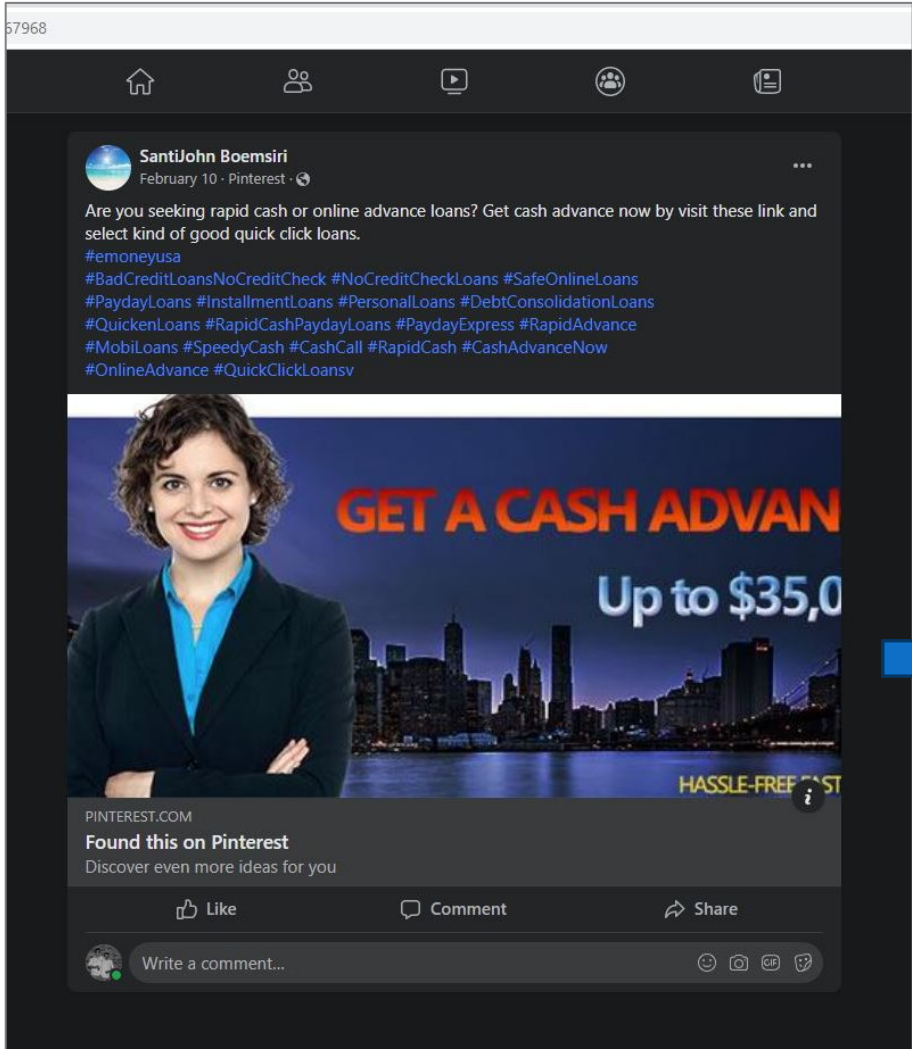 67968
SantiJohn Boemsiri
February 10 · Pinterest ·
Are you seeking rapid cash or online advance loans? Get cash advance now by visit these link and
select kind of good quick click loans.
#emoneyusa
#BadCreditLoansNoCreditCheck #NoCreditCheckLoans #SafeOnlineLoans
#PaydayLoans #InstallmentLoans #PersonalLoans #DebtConsolidationLoans
#QuickenLoans #RapidCashPaydayLoans #PaydayExpress #RapidAdvance
#MobiLoans #SpeedyCash #CashCall #RapidCash #CashAdvanceNow
#OnlineAdvance #QuickClickLoansv
GET A CASH ADVAN
Up to $35,0
HASSLE-FREE
PINTEREST.COM
Found this on Pinterest
Discover even more ideas for you
Like Comment Share
Write a comment... GIF